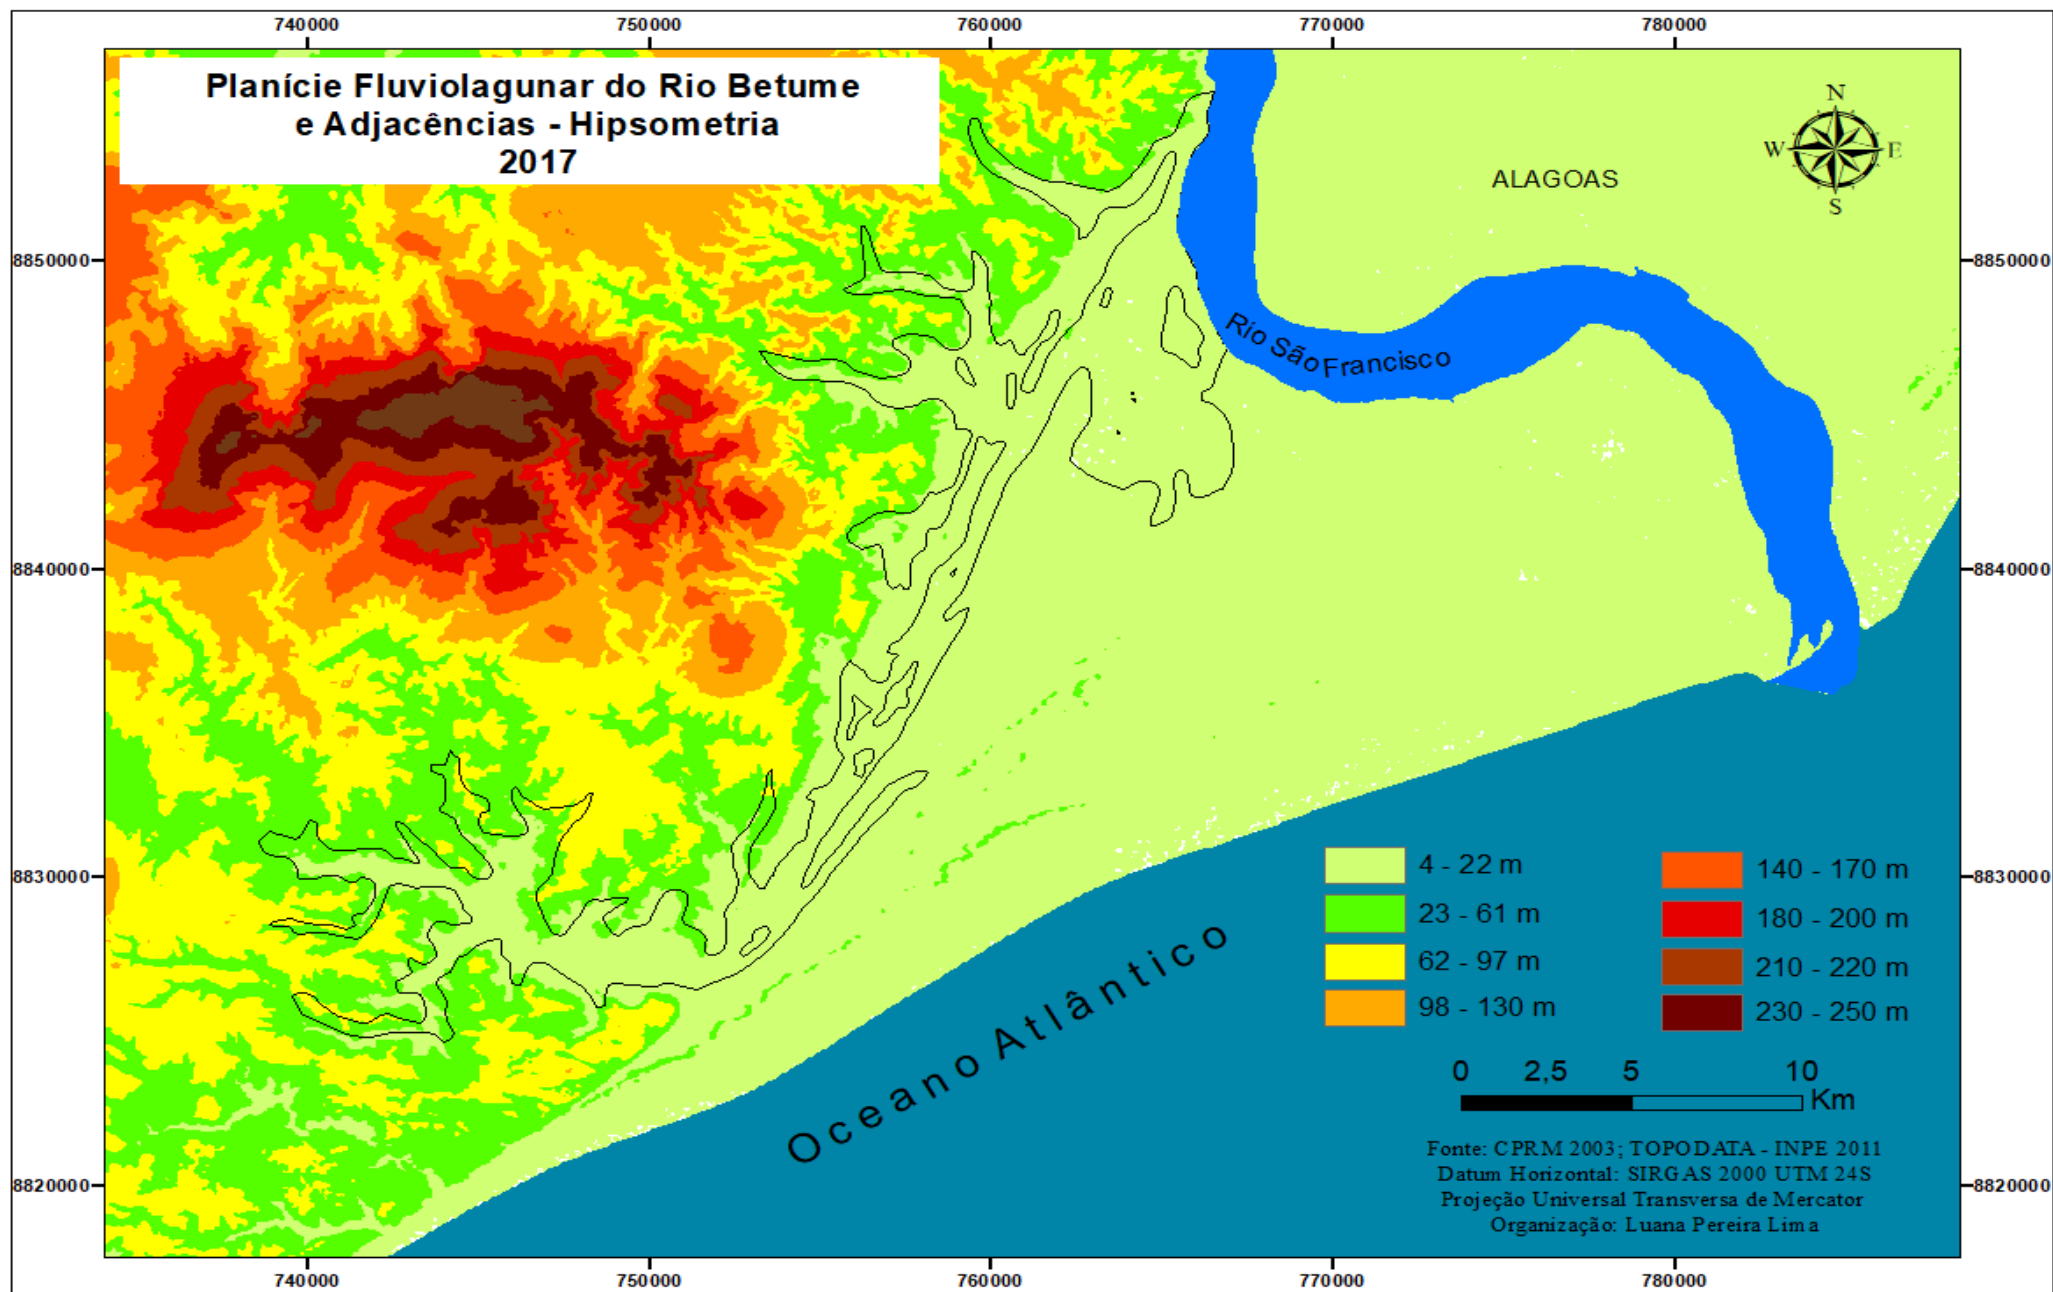 740000 750000 760000 770000 780000
Planície Fluviolagunar do Rio Betume
e Adjacências - Hipsometria
2017
N
W E
S
ALAGOAS
8850000 8850000
Rio São Francisco
8840000 8840000
8830000 8830000
4 - 22 m 140 - 170 m
23 - 61 m 180 - 200 m
62 - 97 m 210 - 220 m
98 - 130 m 230 - 250 m
Oceano Atlântico
0 2,5 5 10
Km
Fonte: CPRM 2003; TOPODATA - INPE 2011
Datum Horizontal: SIRGAS 2000 UTM 24S
8820000 8820000
Projeção Universal Transversa de Mercator
Organização: Luana Pereira Lima
740000 750000 760000 770000 780000